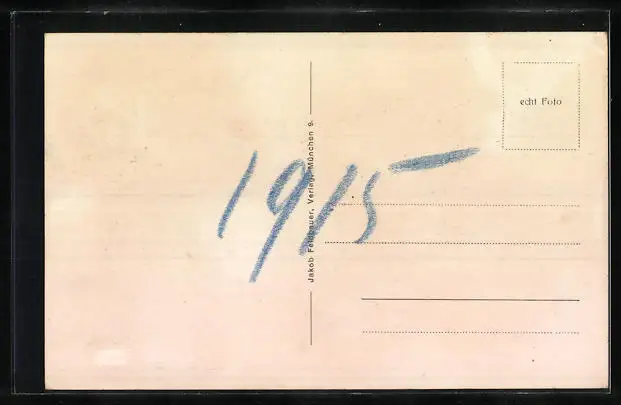 echt Foto
1915
Jakob Feldbauer, Verlag, München 9.